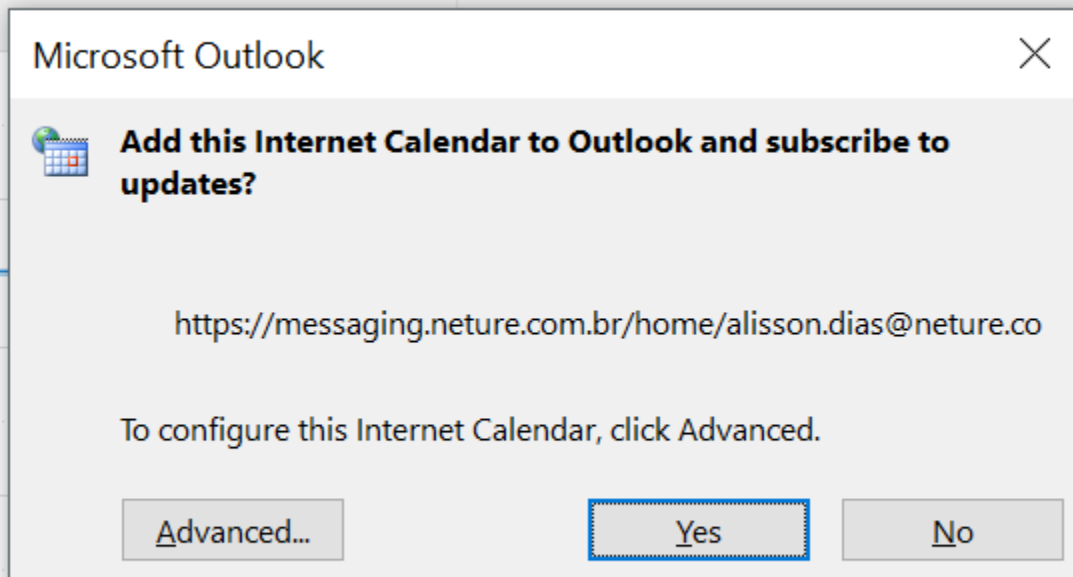 Microsoft Outlook
Add this Internet Calendar to Outlook and subscribe to
updates?
https://messaging.neture.com.br/home/alisson.dias@neture.co
To configure this Internet Calendar, click Advanced.
Advanced...
Yes
No